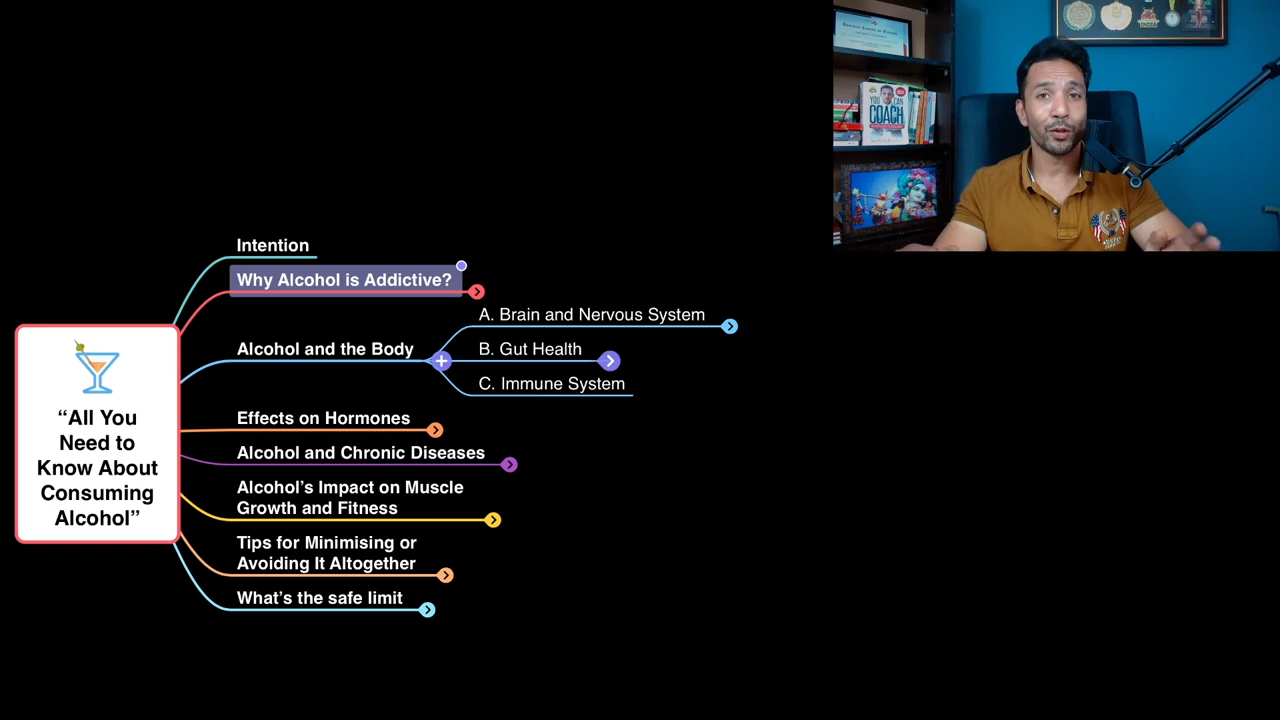 Intention
Why Alcohol is Addictive?
A. Brain and Nervous System
Alcohol and the Body
B. Gut Health
C. Immune System
“All You
Need to
Know About
Consuming
Alcohol”
Effects on Hormones
Alcohol and Chronic Diseases
Alcohol’s Impact on Muscle
Growth and Fitness
Tips for Minimising or
Avoiding It Altogether
What’s the safe limit
YOU CAN
COACH